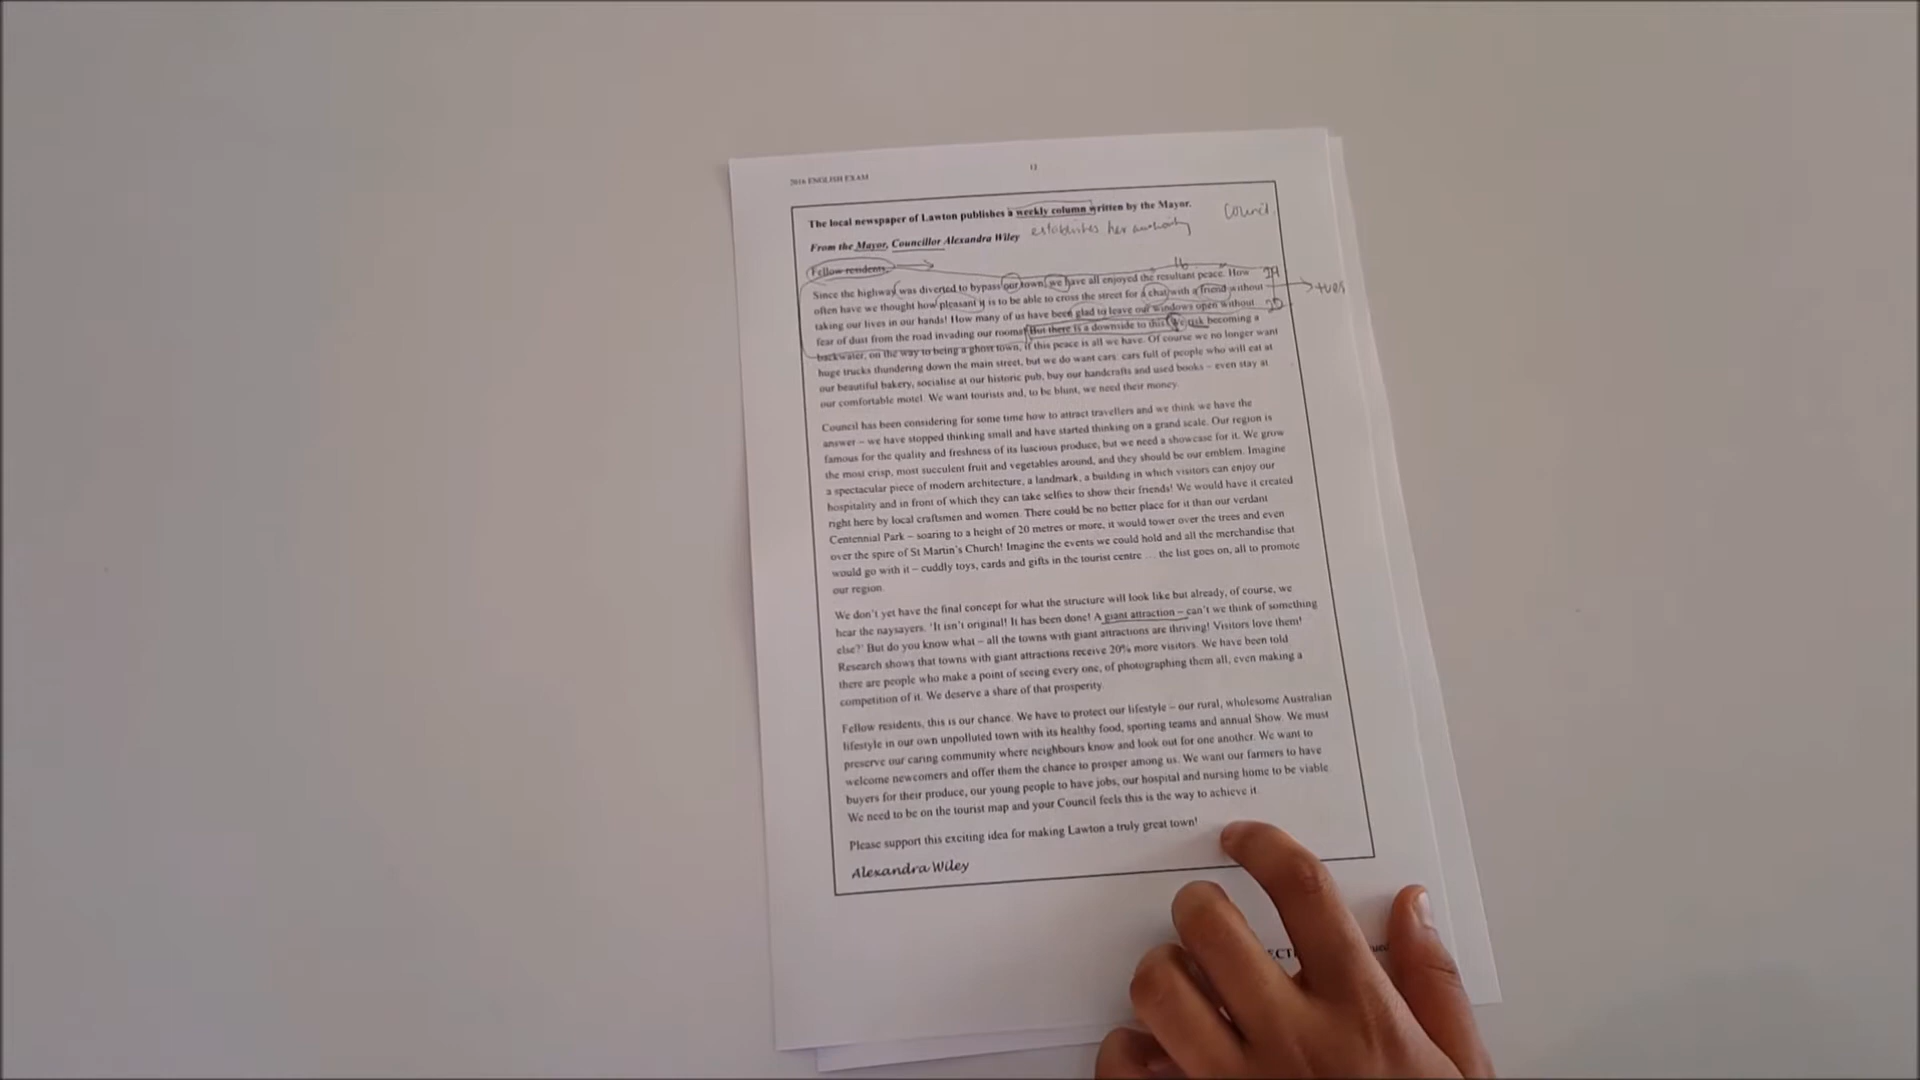 2016 ENGLISH EXAM
The local newspaper of Lawton publishes a weekly column written by the Mayor.
Council.
From the Mayor, Councillor Alexandra Wiley
establishes her authority
Fellow residents,
Since the highway was diverted to bypass our town, we have all enjoyed the resultant peace. How
often have we thought how pleasant it is to be able to cross the street for a chat with a friend without
taking our lives in our hands! How many of us have been glad to leave our windows open without
fear of dust from the road invading our rooms! But there is a downside to this. We risk becoming a
backwater, on the way to being a ghost town, if this peace is all we have. Of course we no longer want
huge trucks thundering down the main street, but we do want cars: cars full of people who will eat at
our beautiful bakery, socialise at our historic pub, buy our handcrafts and used books – even stay at
our comfortable motel. We want tourists and, to be blunt, we need their money.
Council has been considering for some time how to attract travellers and we think we have the
answer – we have stopped thinking small and have started thinking on a grand scale. Our region is
famous for the quality and freshness of its luscious produce, but we need a showcase for it. We grow
the most crisp, most succulent fruit and vegetables around, and they should be our emblem. Imagine
a spectacular piece of modern architecture, a landmark, a building in which visitors can enjoy our
hospitality and in front of which they can take selfies to show their friends! We would have it created
right here by local craftsmen and women. There could be no better place for it than our verdant
Centennial Park – soaring to a height of 20 metres or more, it would tower over the trees and even
over the spire of St Martin's Church! Imagine the events we could hold and all the merchandise that
would go with it – cuddly toys, cards and gifts in the tourist centre … the list goes on, all to promote
our region.
We don't yet have the final concept for what the structure will look like but already, of course, we
hear the naysayers. 'It isn't original! It has been done! A giant attraction – can't we think of something
else?' But do you know what – all the towns with giant attractions are thriving! Visitors love them!
Research shows that towns with giant attractions receive 20% more visitors. We have been told
there are people who make a point of seeing every one, of photographing them all, even making a
competition of it. We deserve a share of that prosperity.
Fellow residents, this is our chance. We have to protect our lifestyle – our rural, wholesome Australian
lifestyle in our own unpolluted town with its healthy food, sporting teams and annual Show. We must
preserve our caring community where neighbours know and look out for one another. We want to
welcome newcomers and offer them the chance to prosper among us. We want our farmers to have
buyers for their produce, our young people to have jobs, our hospital and nursing home to be viable.
We need to be on the tourist map and your Council feels this is the way to achieve it.
Please support this exciting idea for making Lawton a truly great town!
Alexandra Wiley